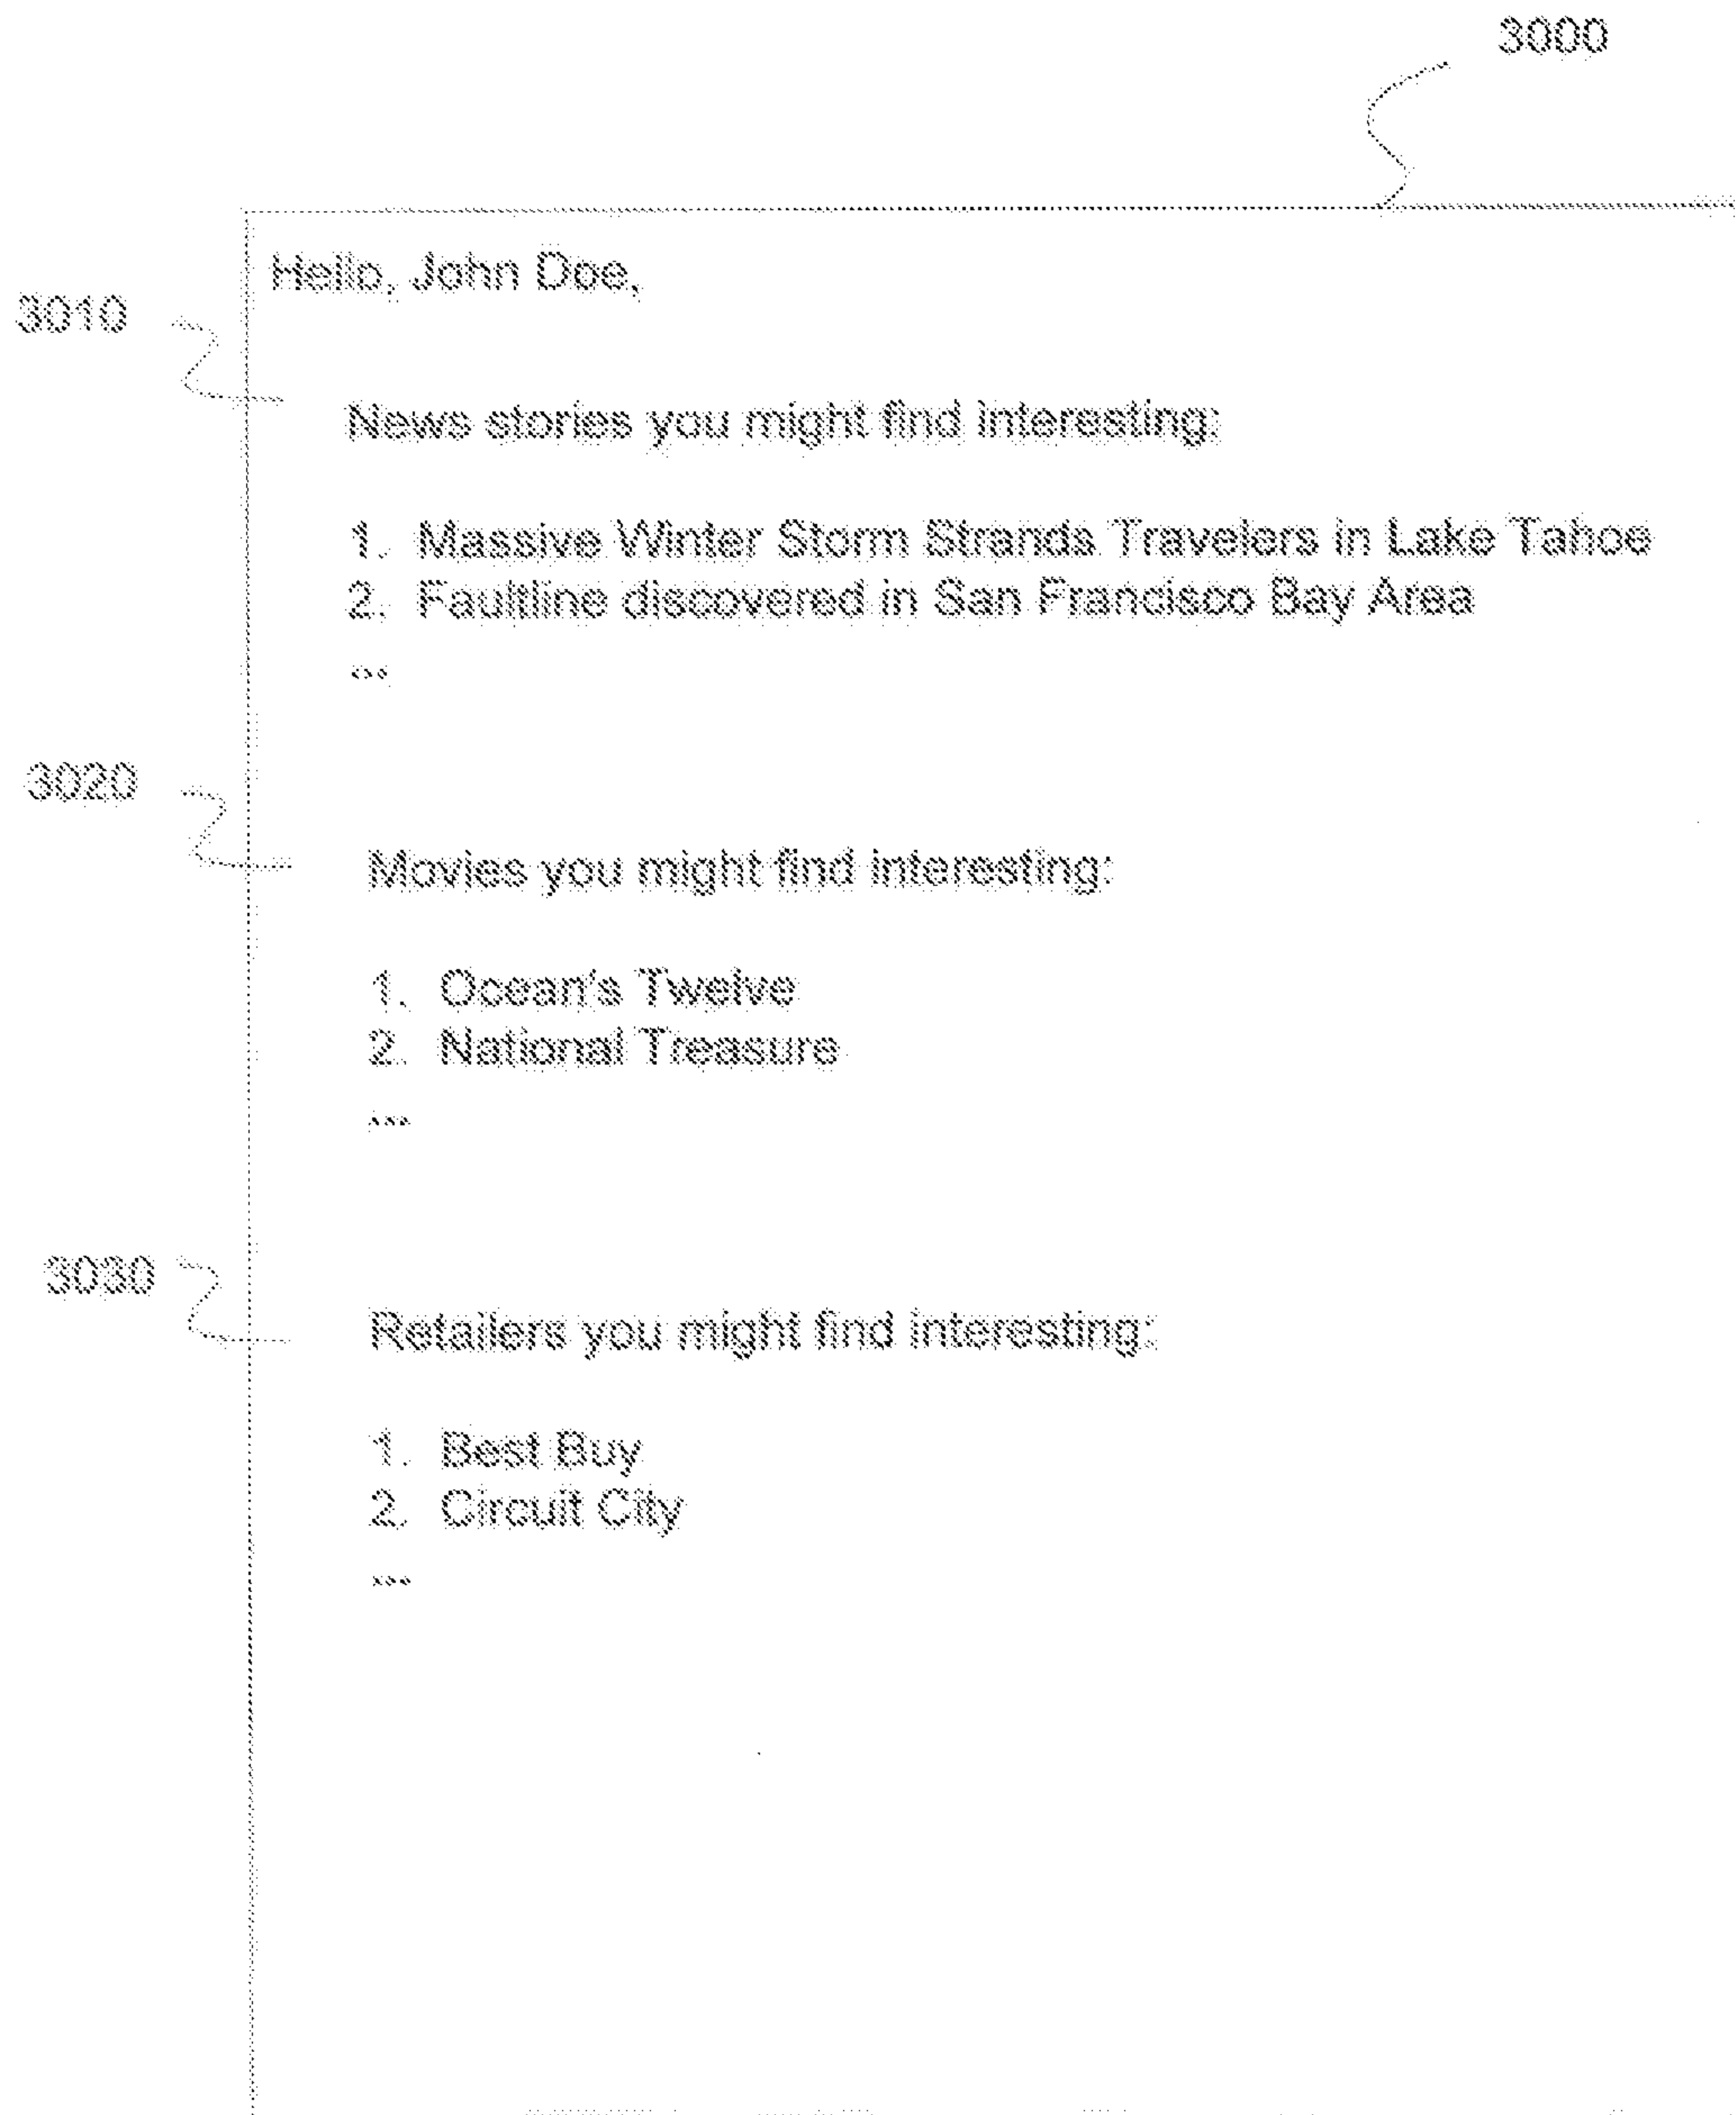 3000
Hello, John Doe,
3010
News stories you might find interesting:
1. Massive Winter Storm Strands Travelers in Lake Tahoe
2. Faultline discovered in San Francisco Bay Area
...
3020
Movies you might find interesting:
1. Ocean's Twelve
2. National Treasure
...
3030
Retailers you might find interesting:
1. Best Buy
2. Circuit City
...